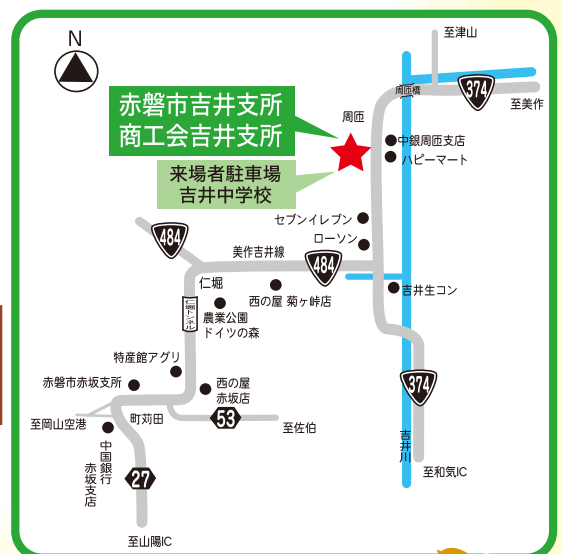 N
至津山
374
周匝橋
至美作
赤磐市吉井支所
商工会吉井支所
周匝
中銀周匝支店
ハピーマート
来場者駐車場
吉井中学校
セブンイレブン
ローソン
484
美作吉井線
484
仁堀
西の屋 菊ヶ峠店
吉井生コン
仁堀トンネル
農業公園
ドイツの森
特産館アグリ
赤磐市赤坂支所
西の屋
赤坂店
374
至岡山空港
町苅田
53
至佐伯
吉井川
中国銀行
赤坂支店
27
至和気IC
至山陽IC